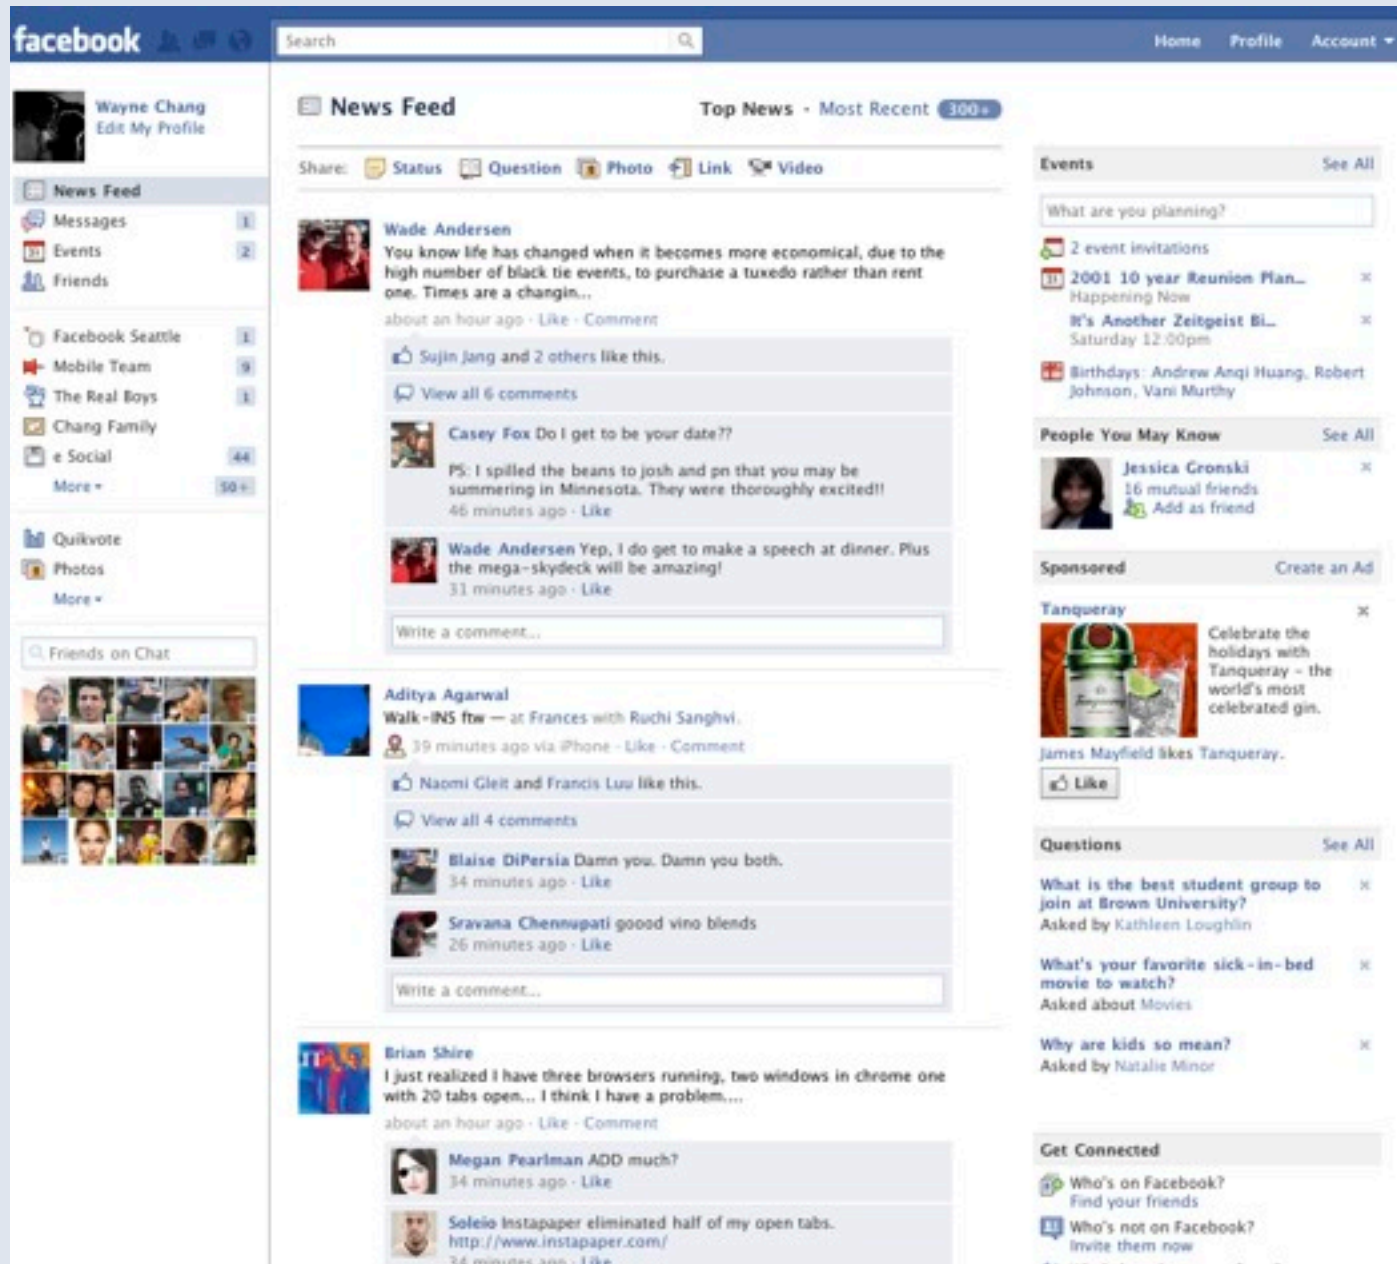 facebook
Search
Home Profile Account
Wayne Chang
Edit My Profile
News Feed
Messages 1
Events 2
Friends
Facebook Seattle 1
Mobile Team 9
The Real Boys 1
Chang Family
e Social 44
More 50+
Quikvote
Photos
More
Friends on Chat
News Feed
Top News · Most Recent 300+
Share: Status Question Photo Link Video
Wade Andersen
You know life has changed when it becomes more economical, due to the
high number of black tie events, to purchase a tuxedo rather than rent
one. Times are a changin...
about an hour ago · Like · Comment
Sujin Jang and 2 others like this.
View all 6 comments
Casey Fox Do I get to be your date??
PS: I spilled the beans to josh and pn that you may be
summering in Minnesota. They were thoroughly excited!!
46 minutes ago · Like
Wade Andersen Yep, I do get to make a speech at dinner. Plus
the mega-skydeck will be amazing!
31 minutes ago · Like
Write a comment...
Aditya Agarwal
Walk-INS ftw — at Frances with Ruchi Sanghvi.
39 minutes ago via iPhone · Like · Comment
Naomi Gleit and Francis Luu like this.
View all 4 comments
Blaise DiPersia Damn you. Damn you both.
34 minutes ago · Like
Sravana Chennupati goood vino blends
26 minutes ago · Like
Write a comment...
Brian Shire
I just realized I have three browsers running, two windows in chrome one
with 20 tabs open... I think I have a problem....
about an hour ago · Like · Comment
Megan Pearlman ADD much?
34 minutes ago · Like
Soleio Instapaper eliminated half of my open tabs.
http://www.instapaper.com/
34 minutes ago · Like
Events See All
What are you planning?
2 event invitations
31 2001 10 year Reunion Plan...
Happening Now
It's Another Zeitgeist Bi...
Saturday 12:00pm
Birthdays: Andrew Anqi Huang, Robert
Johnson, Vani Murthy
People You May Know See All
Jessica Gronski
16 mutual friends
Add as friend
Sponsored Create an Ad
Tanqueray
Tanqueray
Celebrate the
holidays with
Tanqueray – the
world's most
celebrated gin.
James Mayfield likes Tanqueray.
Like
Questions See All
What is the best student group to
join at Brown University?
Asked by Kathleen Loughlin
What's your favorite sick-in-bed
movie to watch?
Asked about Movies
Why are kids so mean?
Asked by Natalie Minor
Get Connected
Who's on Facebook?
Find your friends
Who's not on Facebook?
Invite them now